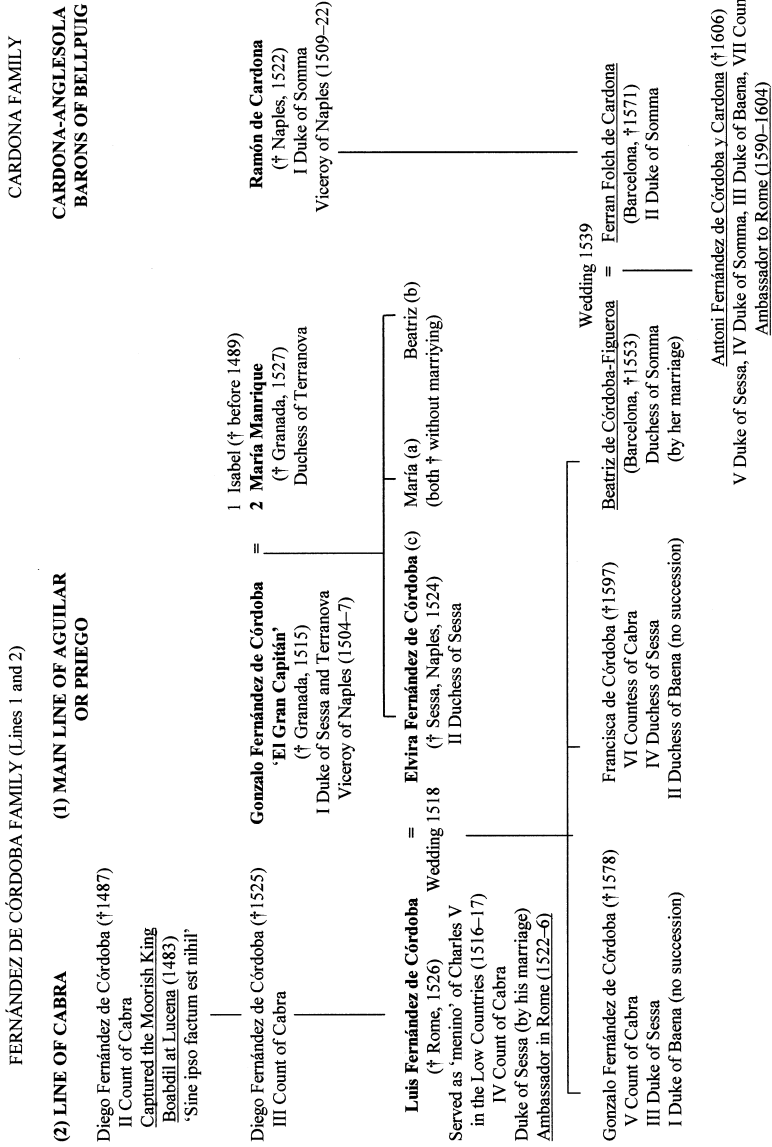 FERNÁNDEZ DE CÓRDOBA FAMILY (Lines 1 and 2)
CARDONA FAMILY
(2) LINE OF CABRA
(1) MAIN LINE OF AGUILAR
OR PRIEGO
CARDONA-ANGLESOLA
BARONS OF BELLPUIG
Diego Fernández de Córdoba (†1487)
II Count of Cabra
Captured the Moorish King
Boabdil at Lucena (1483)
'Sine ipso factum est nihil'
Diego Fernández de Córdoba (†1525)
III Count of Cabra
Gonzalo Fernández de Córdoba
'El Gran Capitán'
(† Granada, 1515)
I Duke of Sessa and Terranova
Viceroy of Naples (1504–7)
=
1 Isabel († before 1489)
2 María Manrique
(† Granada, 1527)
Duchess of Terranova
Ramón de Cardona
(† Naples, 1522)
I Duke of Somma
Viceroy of Naples (1509–22)
Luis Fernández de Córdoba
(† Rome, 1526)
Served as 'menino' of Charles V
in the Low Countries (1516–17)
IV Count of Cabra
Duke of Sessa (by his marriage)
Ambassador in Rome (1522–6)
=
Wedding 1518
Elvira Fernández de Córdoba (c)
(† Sessa, Naples, 1524)
II Duchess of Sessa
María (a)
Beatriz (b)
(both † without marriying)
Gonzalo Fernández de Córdoba (†1578)
V Count of Cabra
III Duke of Sessa
I Duke of Baena (no succession)
Francisca de Córdoba (†1597)
VI Countess of Cabra
IV Duchess of Sessa
II Duchess of Baena (no succession)
Beatriz de Córdoba-Figueroa
(Barcelona, †1553)
Duchess of Somma
(by her marriage)
Wedding 1539
=
Ferran Folch de Cardona
(Barcelona, †1571)
II Duke of Somma
Antoni Fernández de Córdoba y Cardona (†1606)
V Duke of Sessa, IV Duke of Somma, III Duke of Baena, VII Coun
Ambassador to Rome (1590–1604)